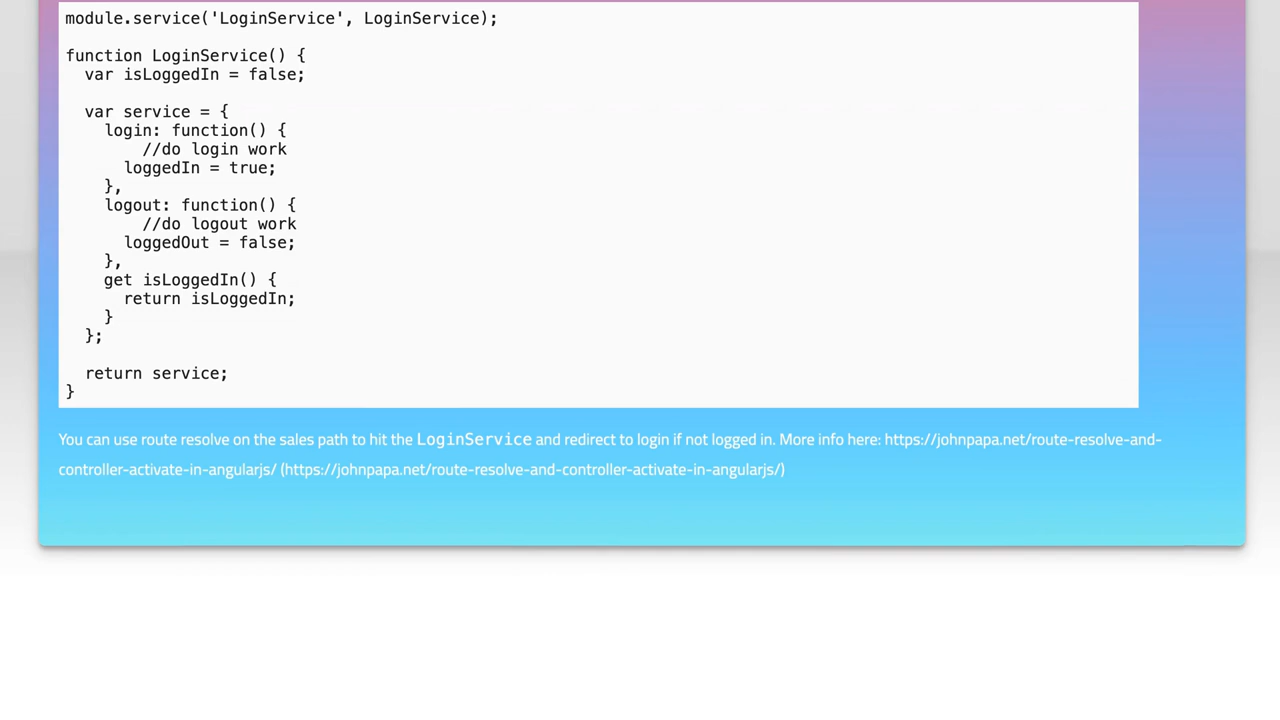 module.service('LoginService', LoginService);
function LoginService() {
var isLoggedIn = false;
var service = {
login: function() {
//do login work
loggedIn = true;
},
logout: function() {
//do logout work
loggedOut = false;
},
get isLoggedIn() {
return isLoggedIn;
}
};
return service;
}
You can use route resolve on the sales path to hit the LoginService and redirect to login if not logged in. More info here: https://johnpapa.net/route-resolve-and-
controller-activate-in-angularjs/ (https://johnpapa.net/route-resolve-and-controller-activate-in-angularjs/)